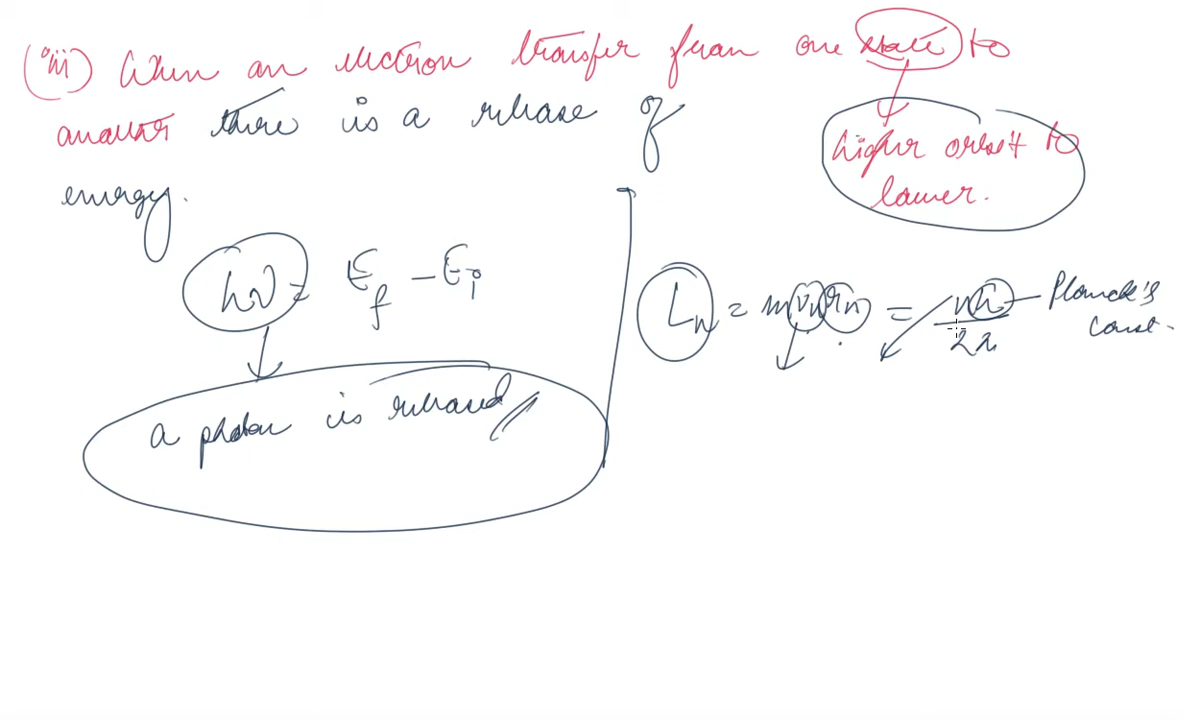 (iii) When an electron transfer from one state to
another there is a release of
energy.
higher orbit to
lower.
hν = E_f - E_i
a photon is released
L_n = m v_n r_n = nh/2π
Planck's
const.